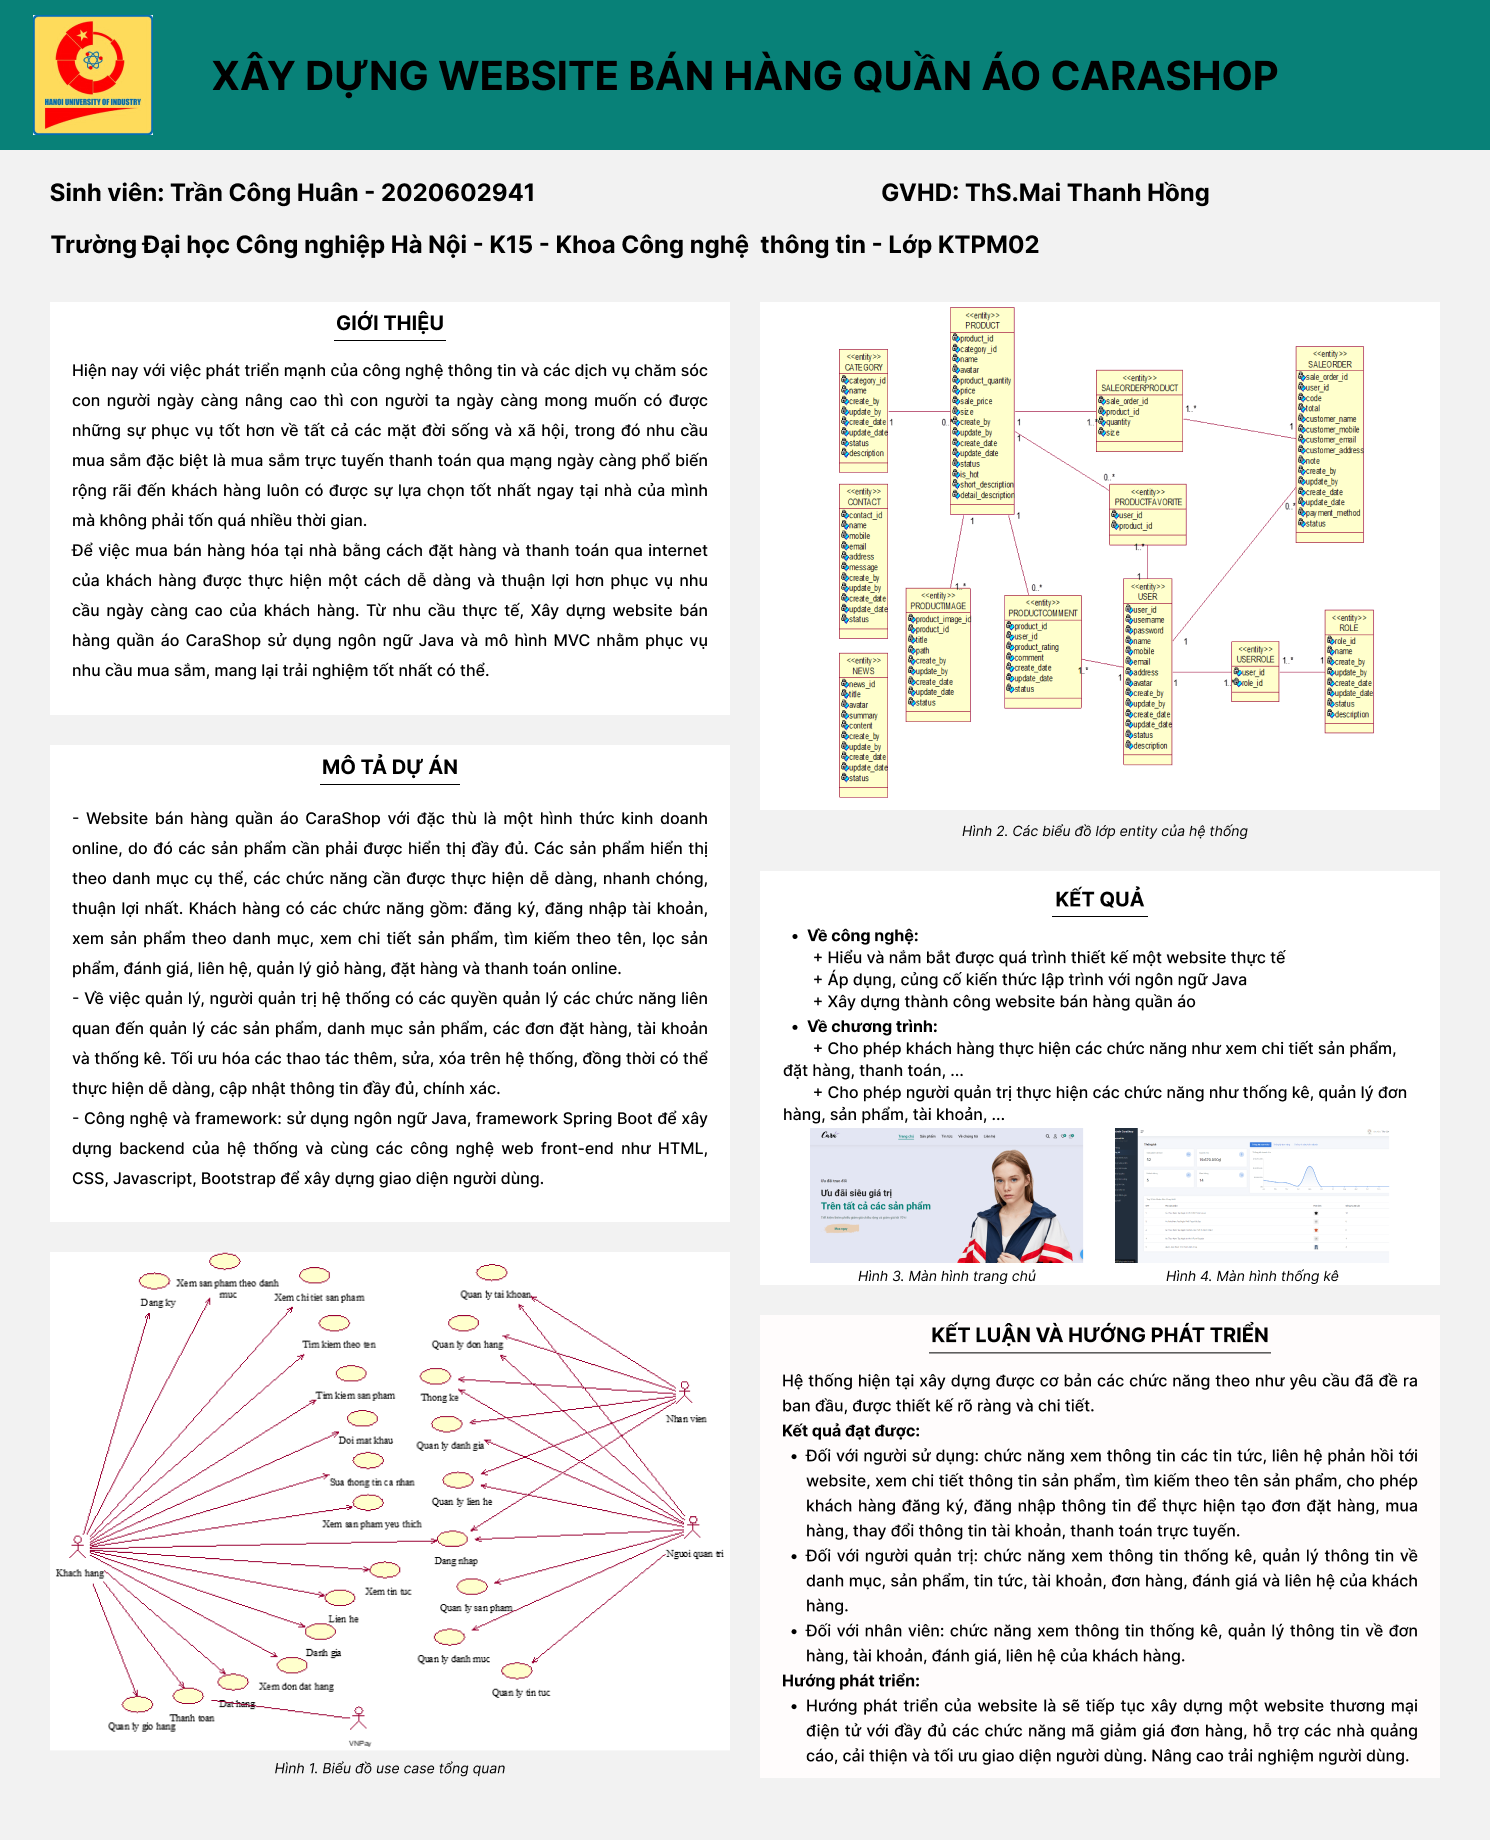 HANOI UNIVERSITY OF INDUSTRY
XÂY DỰNG WEBSITE BÁN HÀNG QUẦN ÁO CARASHOP
Sinh viên: Trần Công Huân - 2020602941
GVHD: ThS.Mai Thanh Hồng
Trường Đại học Công nghiệp Hà Nội - K15 - Khoa Công nghệ thông tin - Lớp KTPM02
GIỚI THIỆU
Hiện nay với việc phát triển mạnh của công nghệ thông tin và các dịch vụ chăm sóc
con người ngày càng nâng cao thì con người ta ngày càng mong muốn có được
những sự phục vụ tốt hơn về tất cả các mặt đời sống và xã hội, trong đó nhu cầu
mua sắm đặc biệt là mua sắm trực tuyến thanh toán qua mạng ngày càng phổ biến
rộng rãi đến khách hàng luôn có được sự lựa chọn tốt nhất ngay tại nhà của mình
mà không phải tốn quá nhiều thời gian.
Để việc mua bán hàng hóa tại nhà bằng cách đặt hàng và thanh toán qua internet
của khách hàng được thực hiện một cách dễ dàng và thuận lợi hơn phục vụ nhu
cầu ngày càng cao của khách hàng. Từ nhu cầu thực tế, Xây dựng website bán
hàng quần áo CaraShop sử dụng ngôn ngữ Java và mô hình MVC nhằm phục vụ
nhu cầu mua sắm, mang lại trải nghiệm tốt nhất có thể.
MÔ TẢ DỰ ÁN
- Website bán hàng quần áo CaraShop với đặc thù là một hình thức kinh doanh
online, do đó các sản phẩm cần phải được hiển thị đầy đủ. Các sản phẩm hiển thị
theo danh mục cụ thể, các chức năng cần được thực hiện dễ dàng, nhanh chóng,
thuận lợi nhất. Khách hàng có các chức năng gồm: đăng ký, đăng nhập tài khoản,
xem sản phẩm theo danh mục, xem chi tiết sản phẩm, tìm kiếm theo tên, lọc sản
phẩm, đánh giá, liên hệ, quản lý giỏ hàng, đặt hàng và thanh toán online.
- Về việc quản lý, người quản trị hệ thống có các quyền quản lý các chức năng liên
quan đến quản lý các sản phẩm, danh mục sản phẩm, các đơn đặt hàng, tài khoản
và thống kê. Tối ưu hóa các thao tác thêm, sửa, xóa trên hệ thống, đồng thời có thể
thực hiện dễ dàng, cập nhật thông tin đầy đủ, chính xác.
- Công nghệ và framework: sử dụng ngôn ngữ Java, framework Spring Boot để xây
dựng backend của hệ thống và cùng các công nghệ web front-end như HTML,
CSS, Javascript, Bootstrap để xây dựng giao diện người dùng.
Dang ky
Xem san pham theo danh
muc
Xem chi tiet san pham
Tim kiem theo ten
Tim kiem san pham
Doi mat khau
Sua thong tin ca nhan
Xem san pham yeu thich
Dang nhap
Xem tin tuc
Lien he
Danh gia
Xem don dat hang
Dat hang
Thanh toan
Quan ly gio hang
Khach hang
VNPay
Quan ly tai khoan
Quan ly don hang
Thong ke
Quan ly danh gia
Quan ly lien he
Quan ly san pham
Quan ly danh muc
Quan ly tin tuc
Nhan vien
Nguoi quan tri
Hình 1. Biểu đồ use case tổng quan
<<entity>>
CATEGORY
category_id
name
create_by
update_by
create_date
update_date
status
description
<<entity>>
CONTACT
contact_id
name
mobile
email
address
message
create_by
update_by
create_date
update_date
status
<<entity>>
NEWS
news_id
title
avatar
summary
content
create_by
update_by
create_date
update_date
status
<<entity>>
PRODUCT
product_id
category_id
name
avatar
product_quantity
price
sale_price
size
create_by
update_by
create_date
update_date
status
is_hot
short_description
detail_description
<<entity>>
PRODUCTIMAGE
product_image_id
product_id
title
path
create_by
update_by
create_date
update_date
status
<<entity>>
PRODUCTCOMMENT
product_id
user_id
product_rating
comment
create_date
update_date
status
<<entity>>
SALEORDERPRODUCT
sale_order_id
product_id
quantity
size
<<entity>>
PRODUCTFAVORITE
user_id
product_id
<<entity>>
USER
user_id
username
password
name
mobile
email
address
avatar
create_by
update_by
create_date
update_date
status
description
<<entity>>
SALEORDER
sale_order_id
user_id
code
total
customer_name
customer_mobile
customer_email
customer_address
note
create_by
update_by
create_date
update_date
payment_method
status
<<entity>>
USERROLE
user_id
role_id
<<entity>>
ROLE
role_id
name
create_by
update_by
create_date
update_date
status
description
1 0..*
1 1..*
1..* 1
1 0..*
1 1..*
1 0..*
1..* 1
1..* 1
0..* 1
1 1..*
1..* 1
Hình 2. Các biểu đồ lớp entity của hệ thống
KẾT QUẢ
• Về công nghệ:
+ Hiểu và nắm bắt được quá trình thiết kế một website thực tế
+ Áp dụng, củng cố kiến thức lập trình với ngôn ngữ Java
+ Xây dựng thành công website bán hàng quần áo
• Về chương trình:
+ Cho phép khách hàng thực hiện các chức năng như xem chi tiết sản phẩm,
đặt hàng, thanh toán, ...
+ Cho phép người quản trị thực hiện các chức năng như thống kê, quản lý đơn
hàng, sản phẩm, tài khoản, ...
Cara
Trang chủ Sản phẩm Tin tức Về chúng tôi Liên hệ
Ưu đãi trao đổi
Ưu đãi siêu giá trị
Trên tất cả các sản phẩm
Mua ngay
Hình 3. Màn hình trang chủ
Thống kê
Hình 4. Màn hình thống kê
KẾT LUẬN VÀ HƯỚNG PHÁT TRIỂN
Hệ thống hiện tại xây dựng được cơ bản các chức năng theo như yêu cầu đã đề ra
ban đầu, được thiết kế rõ ràng và chi tiết.
Kết quả đạt được:
• Đối với người sử dụng: chức năng xem thông tin các tin tức, liên hệ phản hồi tới
website, xem chi tiết thông tin sản phẩm, tìm kiếm theo tên sản phẩm, cho phép
khách hàng đăng ký, đăng nhập thông tin để thực hiện tạo đơn đặt hàng, mua
hàng, thay đổi thông tin tài khoản, thanh toán trực tuyến.
• Đối với người quản trị: chức năng xem thông tin thống kê, quản lý thông tin về
danh mục, sản phẩm, tin tức, tài khoản, đơn hàng, đánh giá và liên hệ của khách
hàng.
• Đối với nhân viên: chức năng xem thông tin thống kê, quản lý thông tin về đơn
hàng, tài khoản, đánh giá, liên hệ của khách hàng.
Hướng phát triển:
• Hướng phát triển của website là sẽ tiếp tục xây dựng một website thương mại
điện tử với đầy đủ các chức năng mã giảm giá đơn hàng, hỗ trợ các nhà quảng
cáo, cải thiện và tối ưu giao diện người dùng. Nâng cao trải nghiệm người dùng.